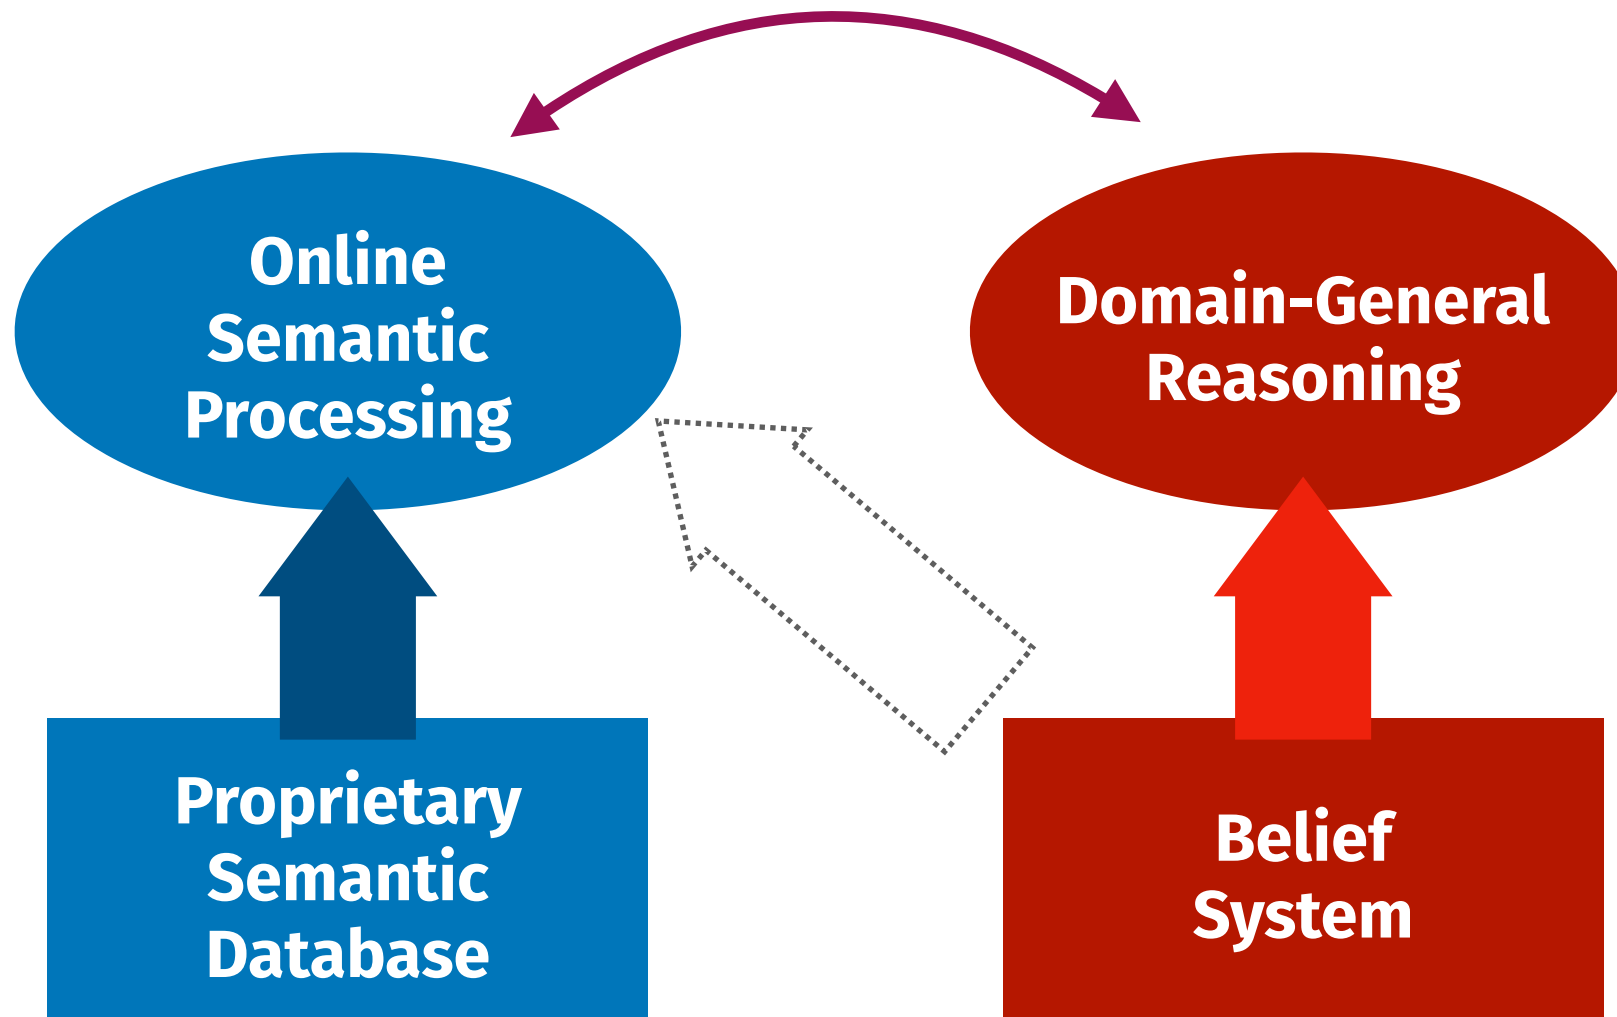 Online
Semantic
Processing
Domain-General
Reasoning
Proprietary
Semantic
Database
Belief
System